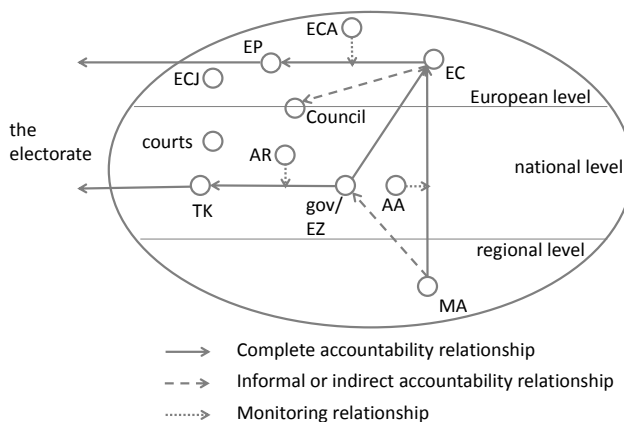 ECA
EP
EC
ECJ
European level
Council
the
electorate
courts
AR
national level
TK
gov/
EZ
AA
regional level
MA
Complete accountability relationship
Informal or indirect accountability relationship
Monitoring relationship